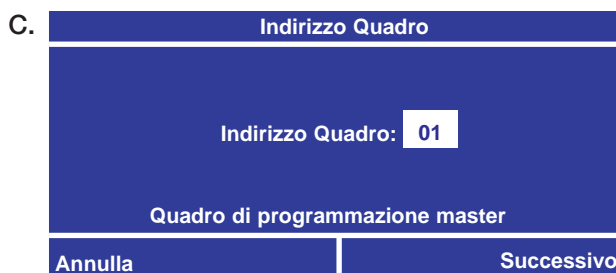 C.
Indirizzo Quadro
Indirizzo Quadro: 01
Quadro di programmazione master
Annulla Successivo